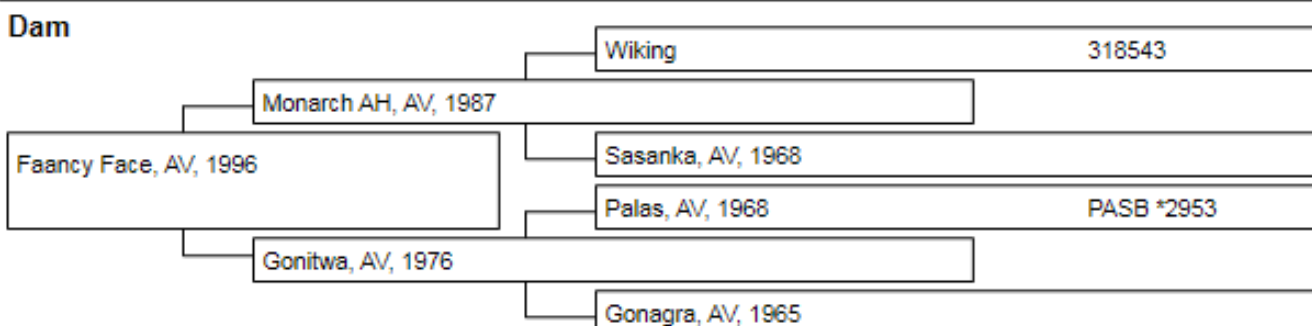 Dam
Wiking 318543
Monarch AH, AV, 1987
Sasanka, AV, 1968
Faancy Face, AV, 1996
Palas, AV, 1968 PASB *2953
Gonitwa, AV, 1976
Gonagra, AV, 1965